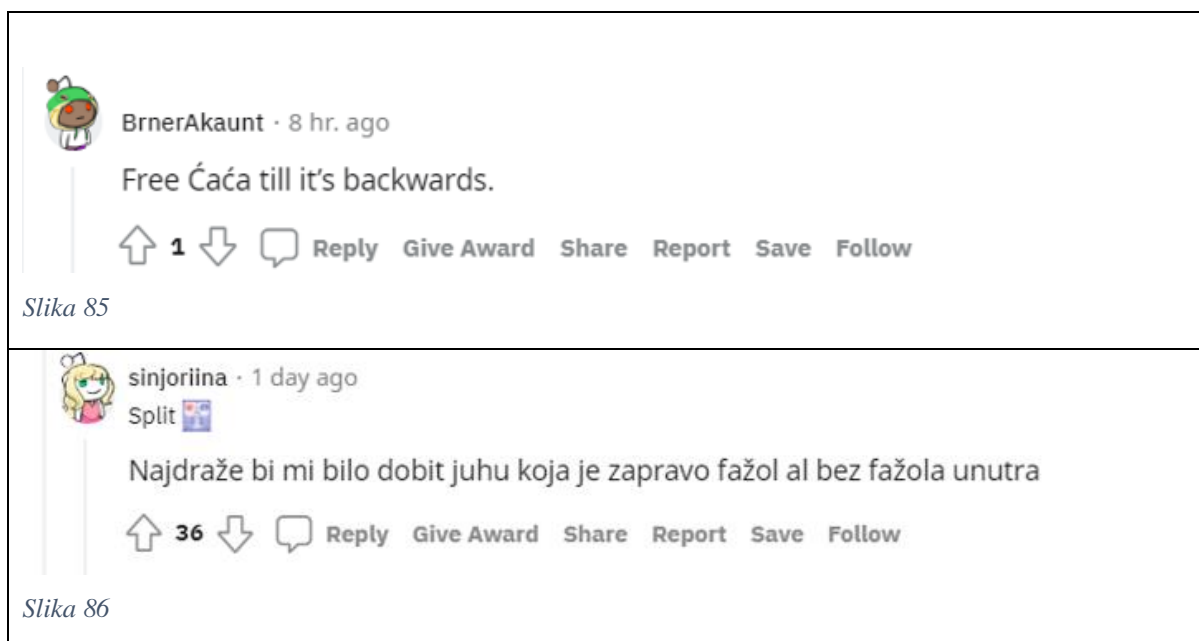 BrnerAkaunt · 8 hr. ago
Free Ćaća till it's backwards.
1 Reply Give Award Share Report Save Follow
Slika 85
sinjoriina · 1 day ago
Split
Najdraže bi mi bilo dobit juhu koja je zapravo fažol al bez fažola unutra
36 Reply Give Award Share Report Save Follow
Slika 86